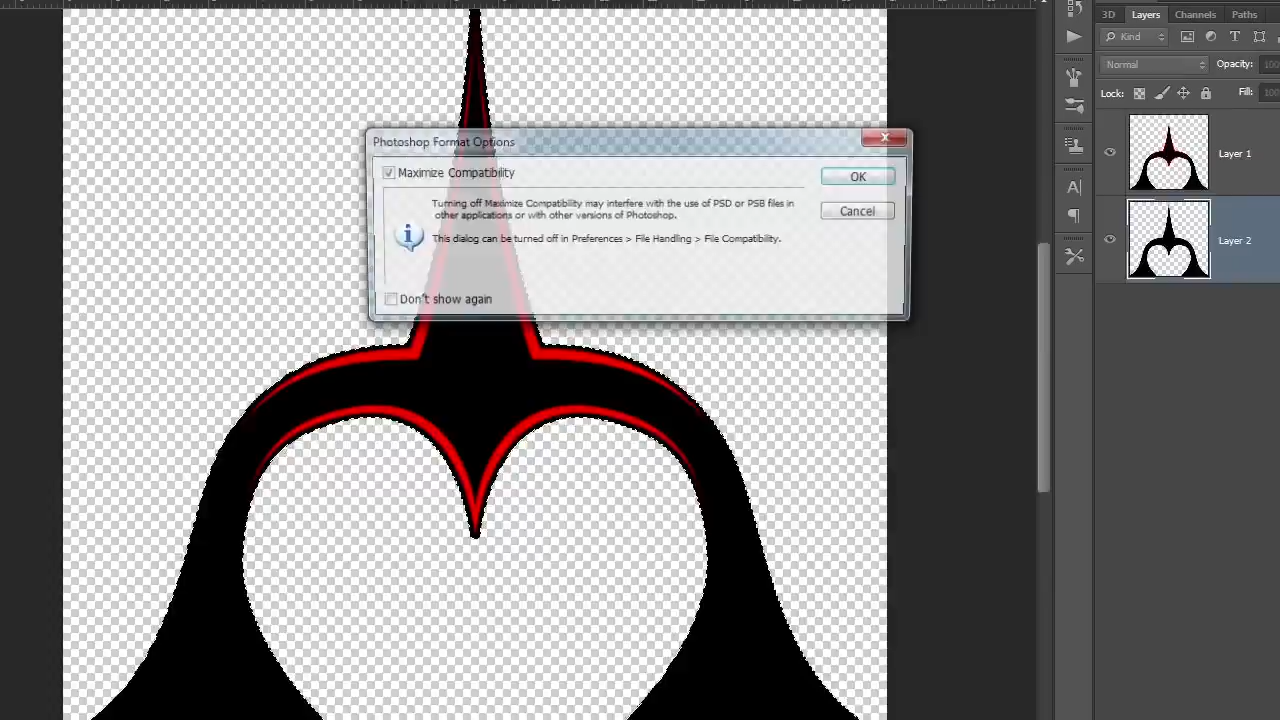 3D Layers Channels Paths
Kind
Normal Opacity: 100
Lock: Fill: 100
Photoshop Format Options
Maximize Compatibility
OK
Turning off Maximize Compatibility may interfere with the use of PSD or PSB files in
other applications or with other versions of Photoshop.
Cancel
This dialog can be turned off in Preferences > File Handling > File Compatibility.
Don't show again
Layer 1
Layer 2